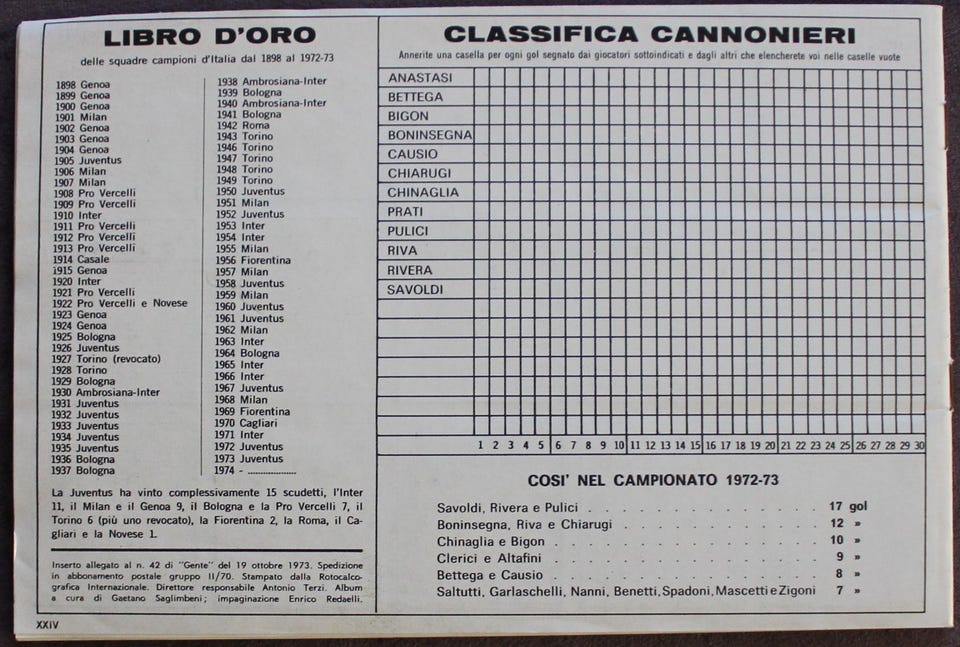 LIBRO D'ORO
delle squadre campioni d'Italia dal 1898 al 1972-73
1898 Genoa
1899 Genoa
1900 Genoa
1901 Milan
1902 Genoa
1903 Genoa
1904 Genoa
1905 Juventus
1906 Milan
1907 Milan
1908 Pro Vercelli
1909 Pro Vercelli
1910 Inter
1911 Pro Vercelli
1912 Pro Vercelli
1913 Pro Vercelli
1914 Casale
1915 Genoa
1920 Inter
1921 Pro Vercelli
1922 Pro Vercelli e Novese
1923 Genoa
1924 Genoa
1925 Bologna
1926 Juventus
1927 Torino (revocato)
1928 Torino
1929 Bologna
1930 Ambrosiana-Inter
1931 Juventus
1932 Juventus
1933 Juventus
1934 Juventus
1935 Juventus
1936 Bologna
1937 Bologna
1938 Ambrosiana-Inter
1939 Bologna
1940 Ambrosiana-Inter
1941 Bologna
1942 Roma
1943 Torino
1946 Torino
1947 Torino
1948 Torino
1949 Torino
1950 Juventus
1951 Milan
1952 Juventus
1953 Inter
1954 Inter
1955 Milan
1956 Fiorentina
1957 Milan
1958 Juventus
1959 Milan
1960 Juventus
1961 Juventus
1962 Milan
1963 Inter
1964 Bologna
1965 Inter
1966 Inter
1967 Juventus
1968 Milan
1969 Fiorentina
1970 Cagliari
1971 Inter
1972 Juventus
1973 Juventus
1974 - ....................
La Juventus ha vinto complessivamente 15 scudetti, l'Inter
11, il Milan e il Genoa 9, il Bologna e la Pro Vercelli 7, il
Torino 6 (più uno revocato), la Fiorentina 2, la Roma, il Ca-
gliari e la Novese 1.
Inserto allegato al n. 42 di "Gente" del 19 ottobre 1973. Spedizione
in abbonamento postale gruppo II/70. Stampato dalla Rotocalco-
grafica Internazionale. Direttore responsabile Antonio Terzi. Album
a cura di Gaetano Saglimbeni; impaginazione Enrico Redaelli.
XXIV
CLASSIFICA CANNONIERI
Annerite una casella per ogni gol segnato dai giocatori sottoindicati e dagli altri che elencherete voi nelle caselle vuote
ANASTASI
BETTEGA
BIGON
BONINSEGNA
CAUSIO
CHIARUGI
CHINAGLIA
PRATI
PULICI
RIVA
RIVERA
SAVOLDI
1 2 3 4 5 6 7 8 9 10 11 12 13 14 15 16 17 18 19 20 21 22 23 24 25 26 27 28 29 30
COSI' NEL CAMPIONATO 1972-73
Savoldi, Rivera e Pulici . . . . . . . . . . . . . 17 gol
Boninsegna, Riva e Chiarugi . . . . . . . . . . . 12 »
Chinaglia e Bigon . . . . . . . . . . . . . . . 10 »
Clerici e Altafini . . . . . . . . . . . . . . . 9 »
Bettega e Causio . . . . . . . . . . . . . . . 8 »
Saltutti, Garlaschelli, Nanni, Benetti, Spadoni, Mascetti e Zigoni 7 »